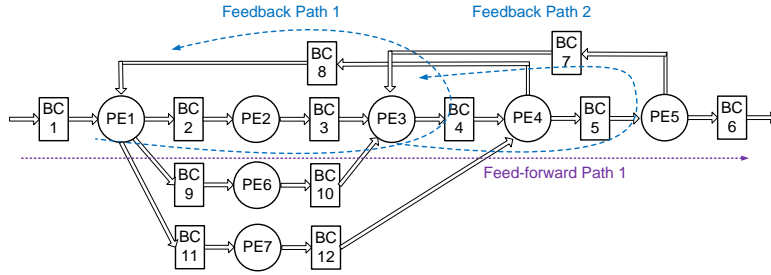 Feedback Path 1
Feedback Path 2
BC
8
BC
7
BC
1
PE1
BC
2
PE2
BC
3
PE3
BC
4
PE4
BC
5
PE5
BC
6
Feed-forward Path 1
BC
9
PE6
BC
10
BC
11
PE7
BC
12